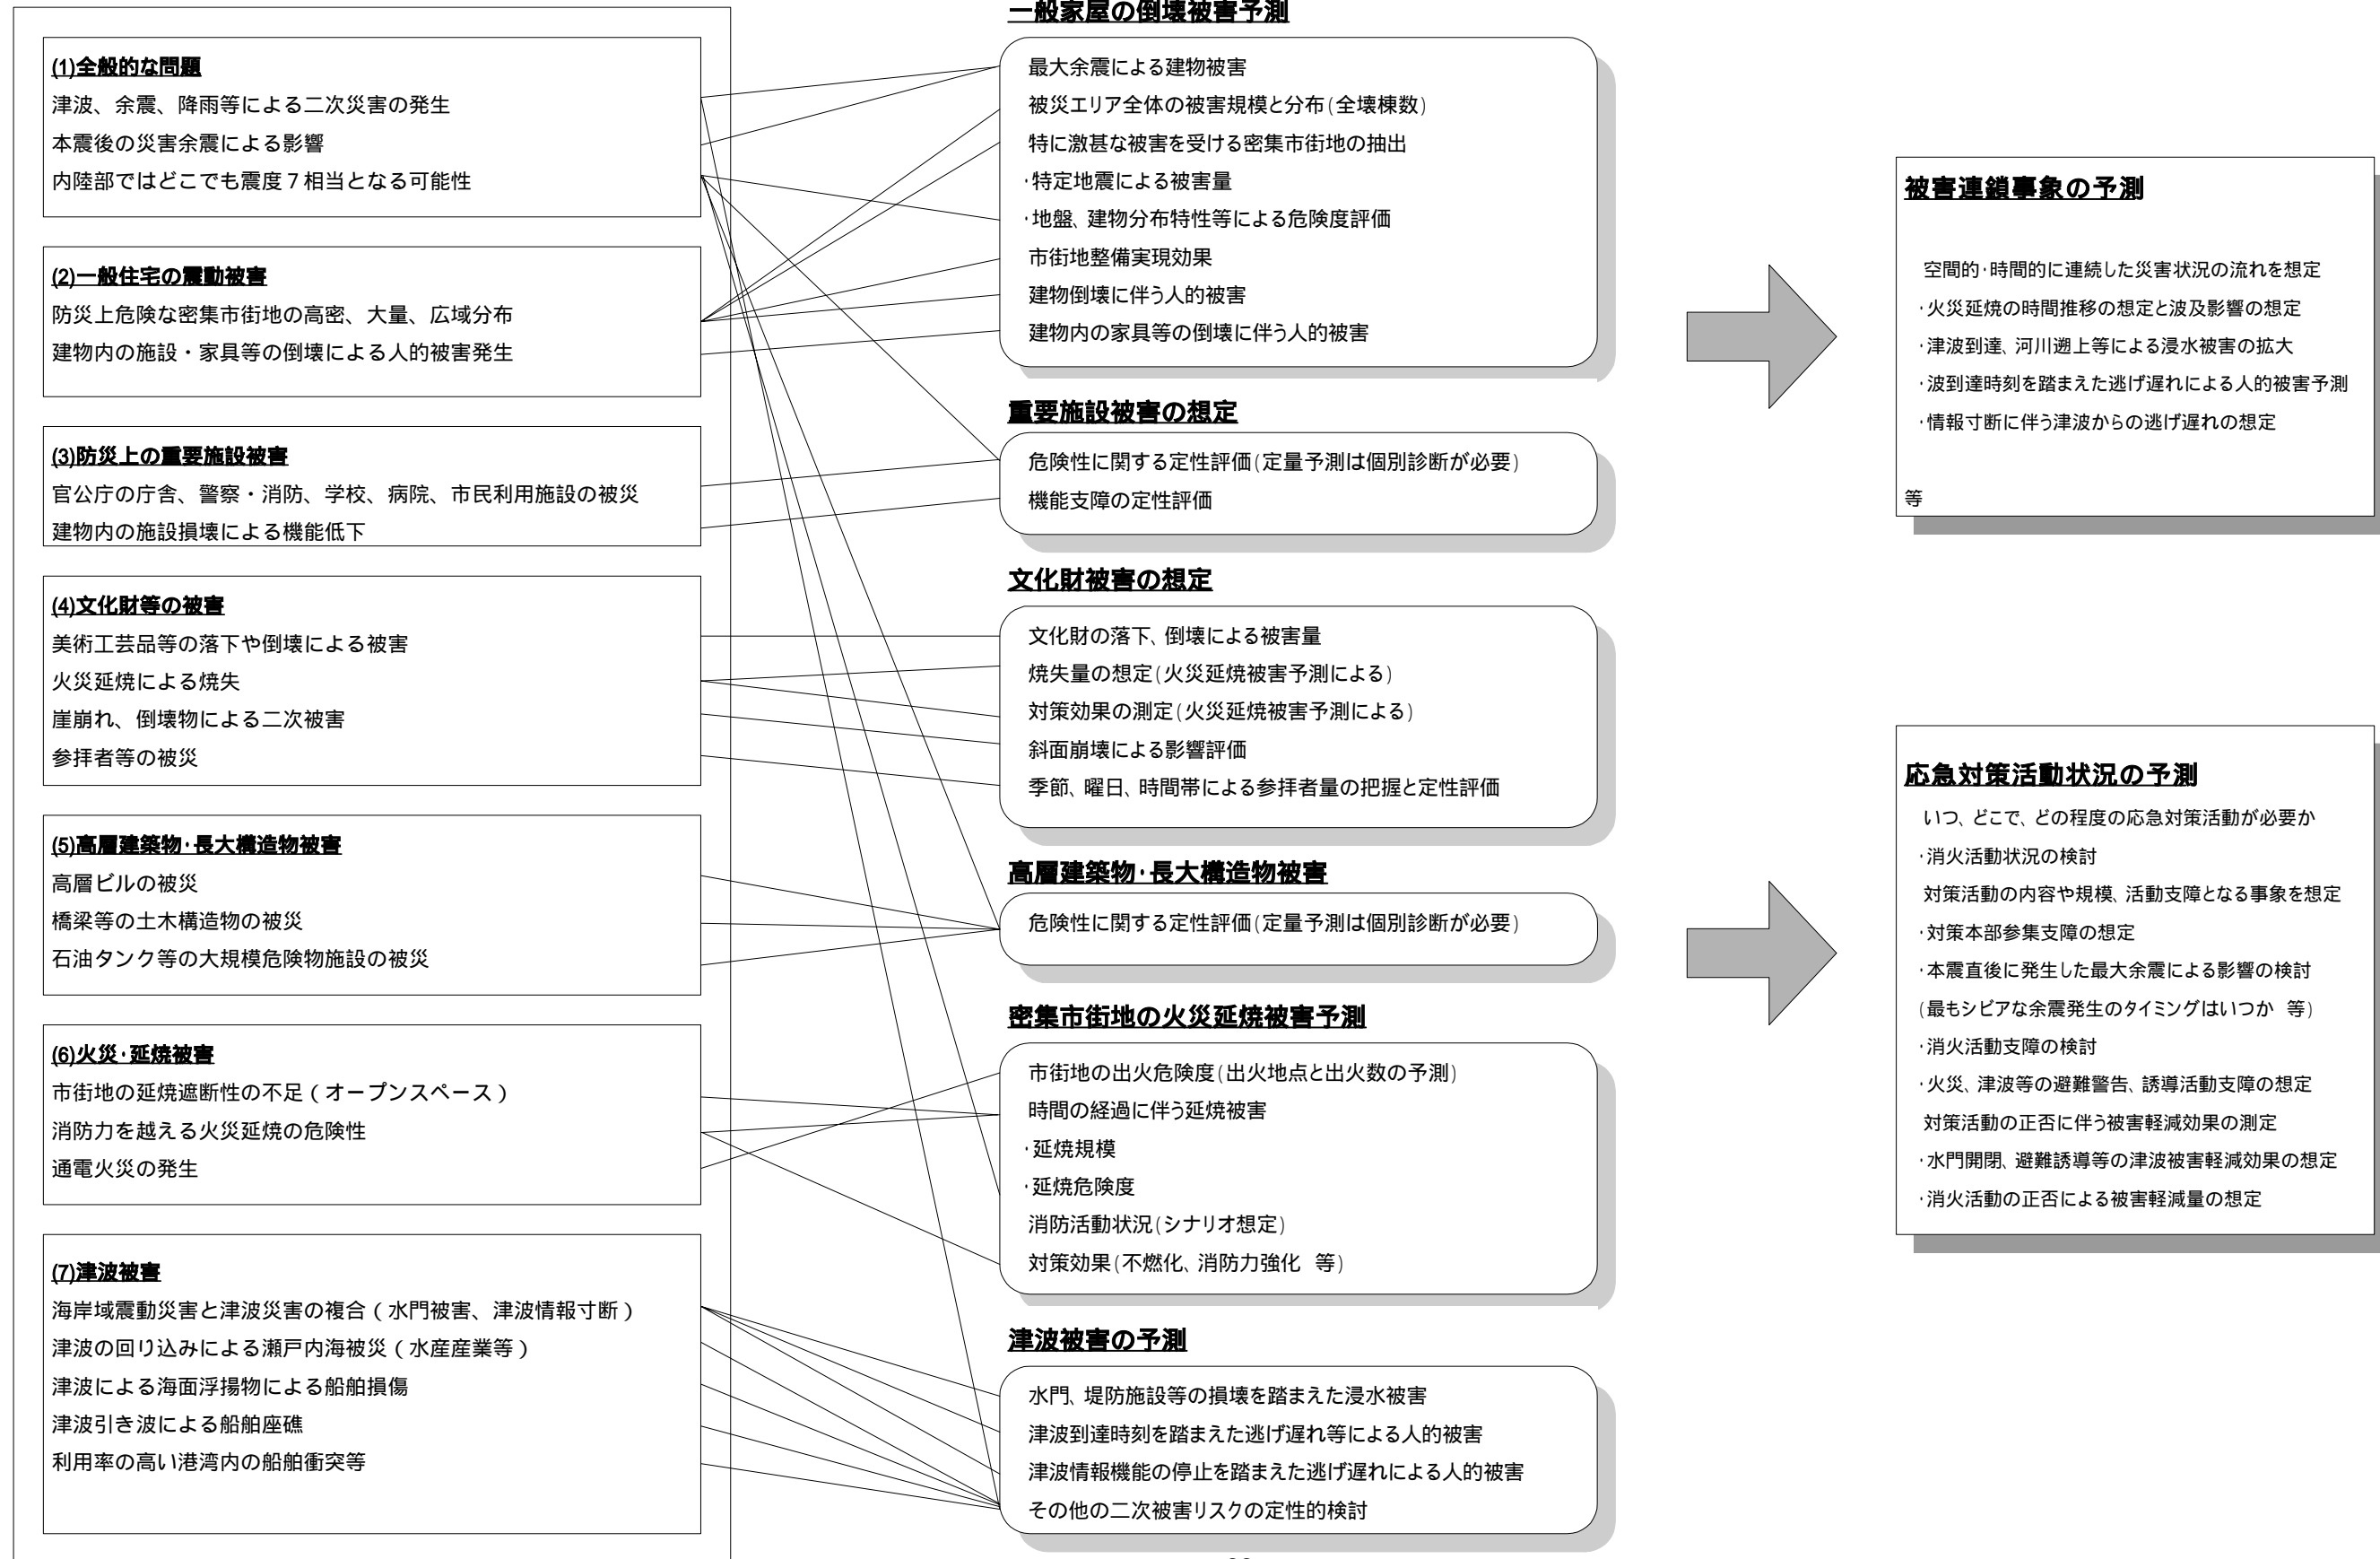 (1)全般的な問題
津波、余震、降雨等による二次災害の発生
本震後の災害余震による影響
内陸部ではどこでも震度７相当となる可能性
(2)一般住宅の震動被害
防災上危険な密集市街地の高密、大量、広域分布
建物内の施設・家具等の倒壊による人的被害発生
(3)防災上の重要施設被害
官公庁の庁舎、警察・消防、学校、病院、市民利用施設の被災
建物内の施設損壊による機能低下
(4)文化財等の被害
美術工芸品等の落下や倒壊による被害
火災延焼による焼失
崖崩れ、倒壊物による二次被害
参拝者等の被災
(5)高層建築物・長大構造物被害
高層ビルの被災
橋梁等の土木構造物の被災
石油タンク等の大規模危険物施設の被災
(6)火災・延焼被害
市街地の延焼遮断性の不足（オープンスペース）
消防力を越える火災延焼の危険性
通電火災の発生
(7)津波被害
海岸域震動災害と津波災害の複合（水門被害、津波情報寸断）
津波の回り込みによる瀬戸内海被災（水産産業等）
津波による海面浮揚物による船舶損傷
津波引き波による船舶座礁
利用率の高い港湾内の船舶衝突等
一般家屋の倒壊被害予測
最大余震による建物被害
被災エリア全体の被害規模と分布(全壊棟数)
特に激甚な被害を受ける密集市街地の抽出
・特定地震による被害量
・地盤、建物分布特性等による危険度評価
市街地整備実現効果
建物倒壊に伴う人的被害
建物内の家具等の倒壊に伴う人的被害
重要施設被害の想定
危険性に関する定性評価(定量予測は個別診断が必要)
機能支障の定性評価
文化財被害の想定
文化財の落下、倒壊による被害量
焼失量の想定(火災延焼被害予測による)
対策効果の測定(火災延焼被害予測による)
斜面崩壊による影響評価
季節、曜日、時間帯による参拝者量の把握と定性評価
高層建築物・長大構造物被害
危険性に関する定性評価(定量予測は個別診断が必要)
密集市街地の火災延焼被害予測
市街地の出火危険度(出火地点と出火数の予測)
時間の経過に伴う延焼被害
・延焼規模
・延焼危険度
消防活動状況(シナリオ想定)
対策効果(不燃化、消防力強化　等)
津波被害の予測
水門、堤防施設等の損壊を踏まえた浸水被害
津波到達時刻を踏まえた逃げ遅れ等による人的被害
津波情報機能の停止を踏まえた逃げ遅れによる人的被害
その他の二次被害リスクの定性的検討
被害連鎖事象の予測
空間的・時間的に連続した災害状況の流れを想定
・火災延焼の時間推移の想定と波及影響の想定
・津波到達、河川遡上等による浸水被害の拡大
・波到達時刻を踏まえた逃げ遅れによる人的被害予測
・情報寸断に伴う津波からの逃げ遅れの想定
等
応急対策活動状況の予測
いつ、どこで、どの程度の応急対策活動が必要か
・消火活動状況の検討
対策活動の内容や規模、活動支障となる事象を想定
・対策本部参集支障の想定
・本震直後に発生した最大余震による影響の検討
(最もシビアな余震発生のタイミングはいつか　等)
・消火活動支障の検討
・火災、津波等の避難警告、誘導活動支障の想定
対策活動の正否に伴う被害軽減効果の測定
・水門開閉、避難誘導等の津波被害軽減効果の想定
・消火活動の正否による被害軽減量の想定